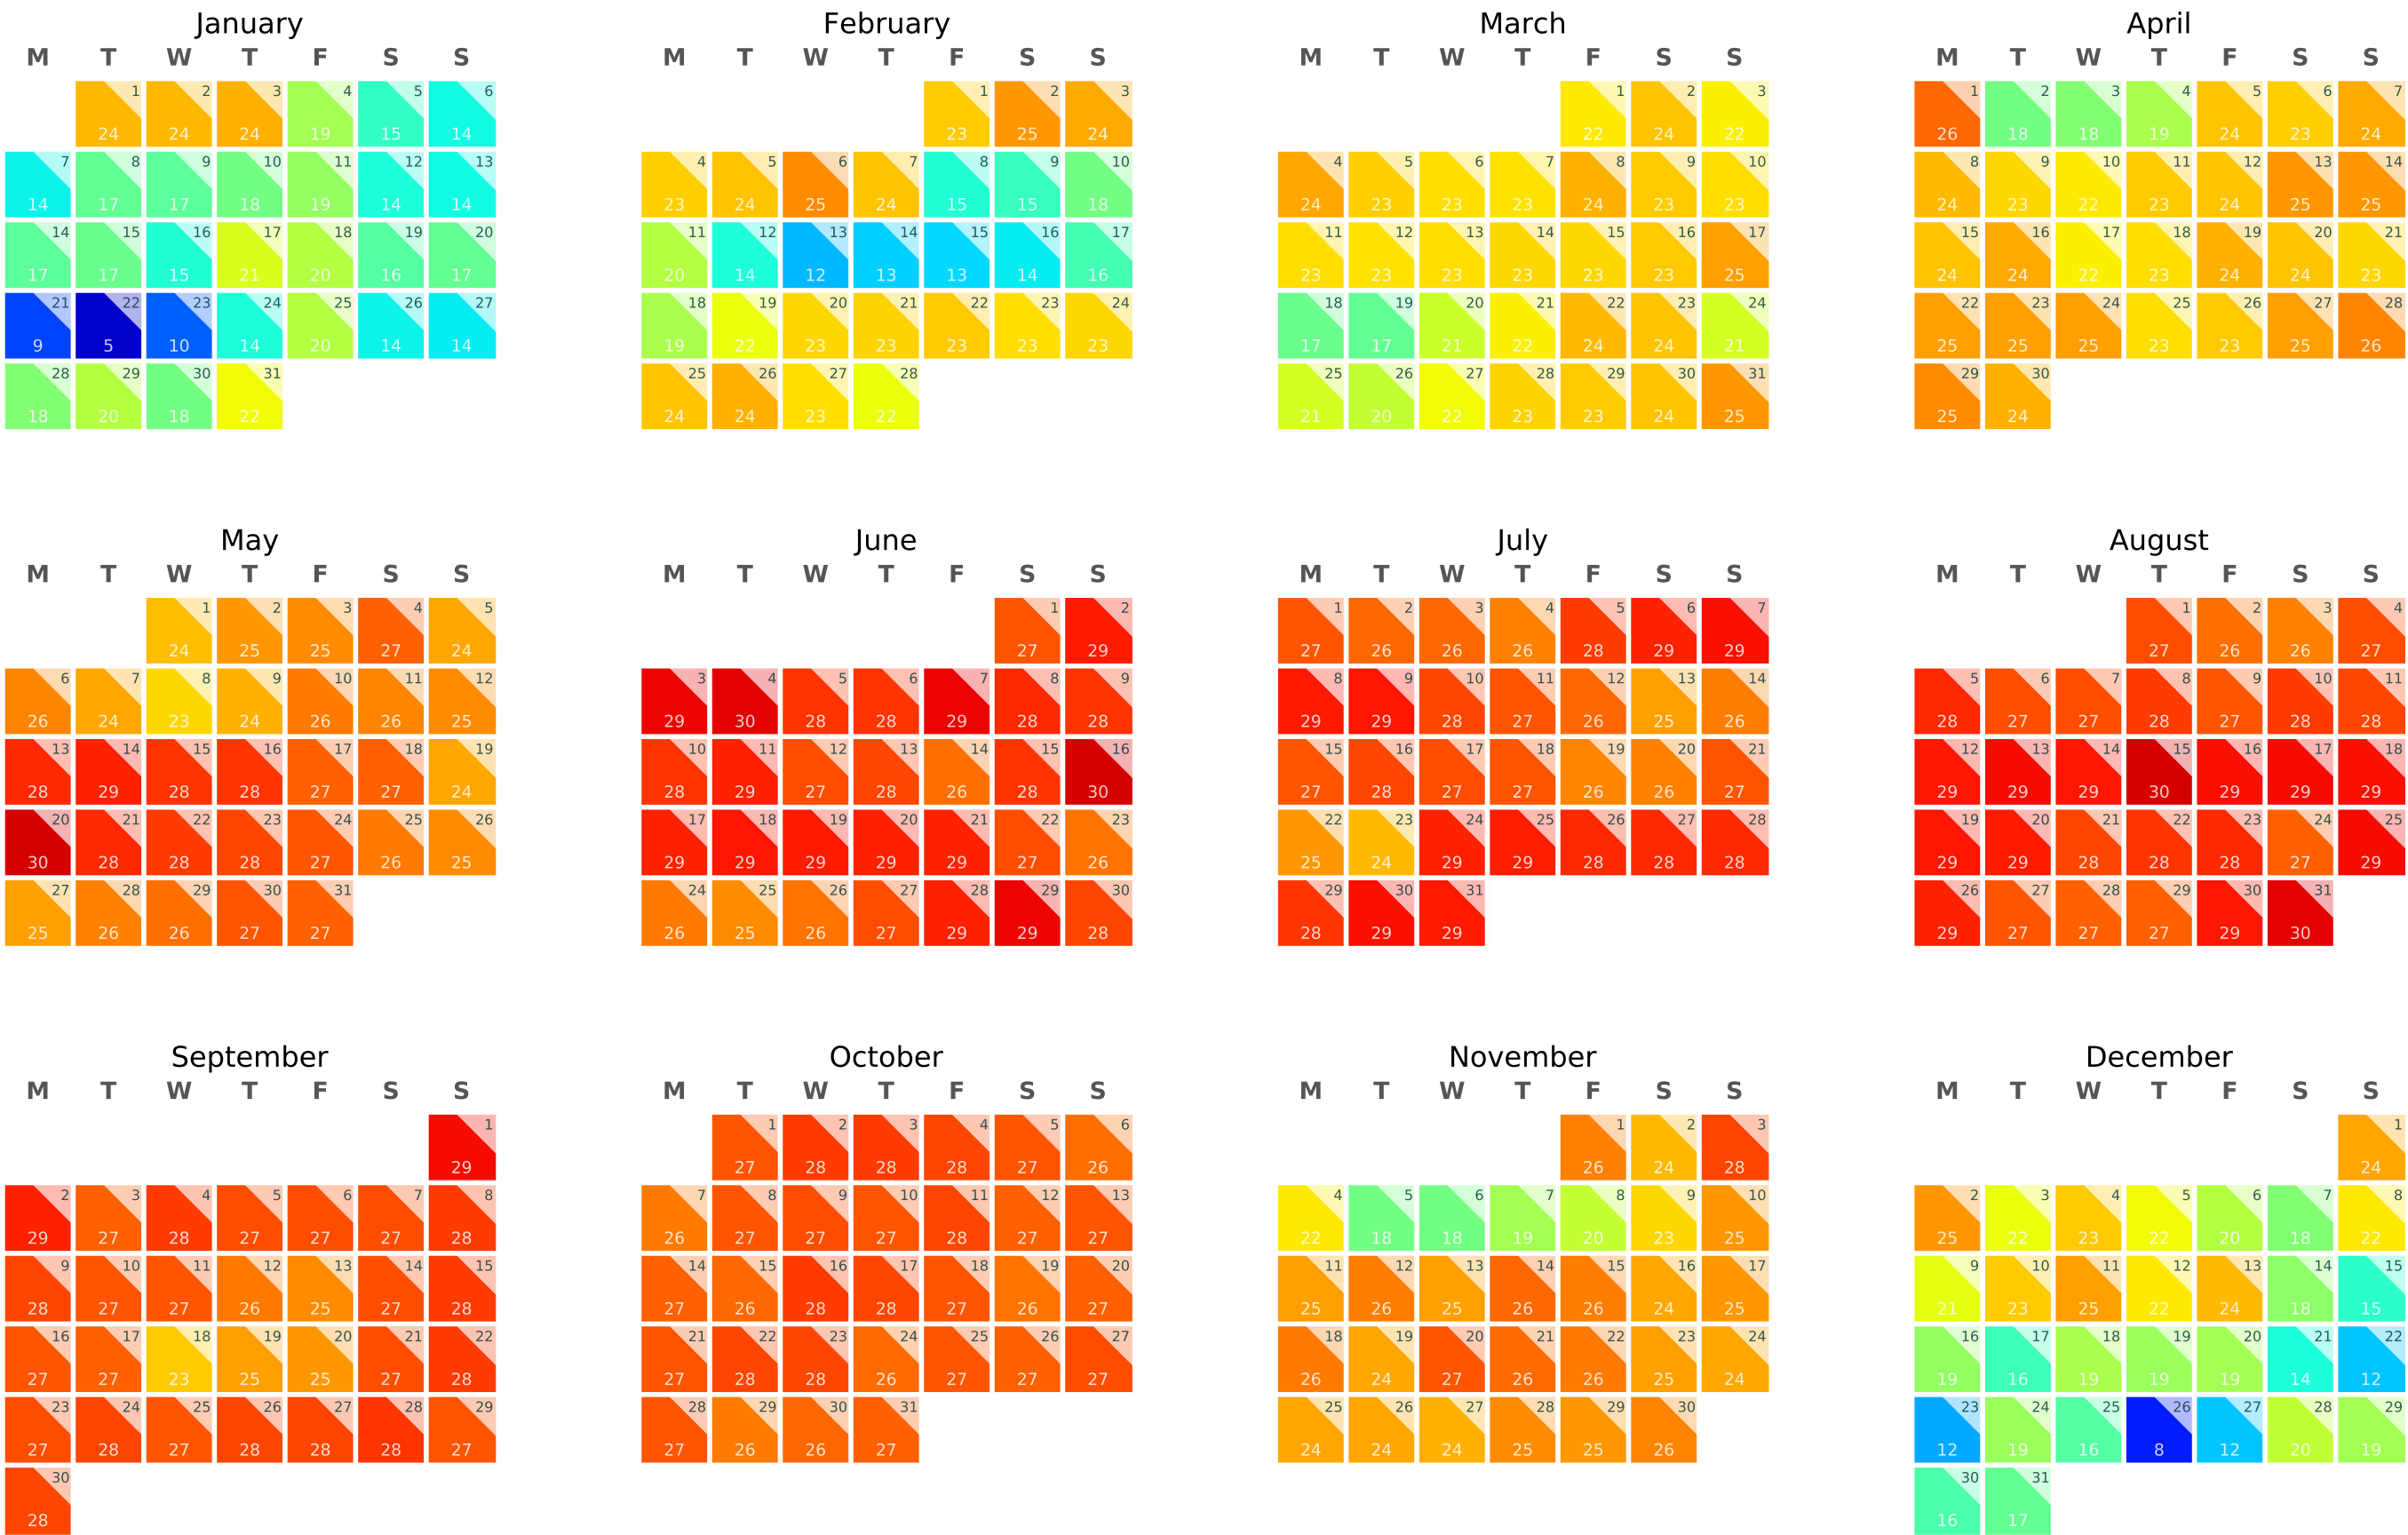 January
M T W T F S S
1 2 3 4 5 6
24 24 24 19 15 14
7 8 9 10 11 12 13
14 17 17 18 19 14 14
14 15 16 17 18 19 20
17 17 15 21 20 16 17
21 22 23 24 25 26 27
9 5 10 14 20 14 14
28 29 30 31
18 20 18 22
February
M T W T F S S
1 2 3
23 25 24
4 5 6 7 8 9 10
23 24 25 24 15 15 18
11 12 13 14 15 16 17
20 14 12 13 13 14 16
18 19 20 21 22 23 24
19 22 23 23 23 23 23
25 26 27 28
24 24 23 22
March
M T W T F S S
1 2 3
22 24 22
4 5 6 7 8 9 10
24 23 23 23 24 23 23
11 12 13 14 15 16 17
23 23 23 23 23 23 25
18 19 20 21 22 23 24
17 17 21 22 24 24 21
25 26 27 28 29 30 31
21 20 22 23 23 24 25
April
M T W T F S S
1 2 3 4 5 6 7
26 18 18 19 24 23 24
8 9 10 11 12 13 14
24 23 22 23 24 25 25
15 16 17 18 19 20 21
24 24 22 23 24 24 23
22 23 24 25 26 27 28
25 25 25 23 23 25 26
29 30
25 24
May
M T W T F S S
1 2 3 4 5
24 25 25 27 24
6 7 8 9 10 11 12
26 24 23 24 26 26 25
13 14 15 16 17 18 19
28 29 28 28 27 27 24
20 21 22 23 24 25 26
30 28 28 28 27 26 25
27 28 29 30 31
25 26 26 27 27
June
M T W T F S S
1 2
27 29
3 4 5 6 7 8 9
29 30 28 28 29 28 28
10 11 12 13 14 15 16
28 29 27 28 26 28 30
17 18 19 20 21 22 23
29 29 29 29 29 27 26
24 25 26 27 28 29 30
26 25 26 27 29 29 28
July
M T W T F S S
1 2 3 4 5 6 7
27 26 26 26 28 29 29
8 9 10 11 12 13 14
29 29 28 27 26 25 26
15 16 17 18 19 20 21
27 28 27 27 26 26 27
22 23 24 25 26 27 28
25 24 29 29 28 28 28
29 30 31
28 29 29
August
M T W T F S S
1 2 3 4
27 26 26 27
5 6 7 8 9 10 11
28 27 27 28 27 28 28
12 13 14 15 16 17 18
29 29 29 30 29 29 29
19 20 21 22 23 24 25
29 29 28 28 28 27 29
26 27 28 29 30 31
29 27 27 27 29 30
September
M T W T F S S
1
29
2 3 4 5 6 7 8
29 27 28 27 27 27 28
9 10 11 12 13 14 15
28 27 27 26 25 27 28
16 17 18 19 20 21 22
27 27 23 25 25 27 28
23 24 25 26 27 28 29
27 28 27 28 28 28 27
30
28
October
M T W T F S S
1 2 3 4 5 6
27 28 28 28 27 26
7 8 9 10 11 12 13
26 27 27 27 28 27 27
14 15 16 17 18 19 20
27 26 28 28 27 26 27
21 22 23 24 25 26 27
27 28 28 26 27 27 27
28 29 30 31
27 26 26 27
November
M T W T F S S
1 2 3
26 24 28
4 5 6 7 8 9 10
22 18 18 19 20 23 25
11 12 13 14 15 16 17
25 26 25 26 26 24 25
18 19 20 21 22 23 24
26 24 27 26 26 25 24
25 26 27 28 29 30
24 24 24 25 25 26
December
M T W T F S S
1
24
2 3 4 5 6 7 8
25 22 23 22 20 18 22
9 10 11 12 13 14 15
21 23 25 22 24 18 15
16 17 18 19 20 21 22
19 16 19 19 19 14 12
23 24 25 26 27 28 29
12 19 16 8 12 20 19
30 31
16 17